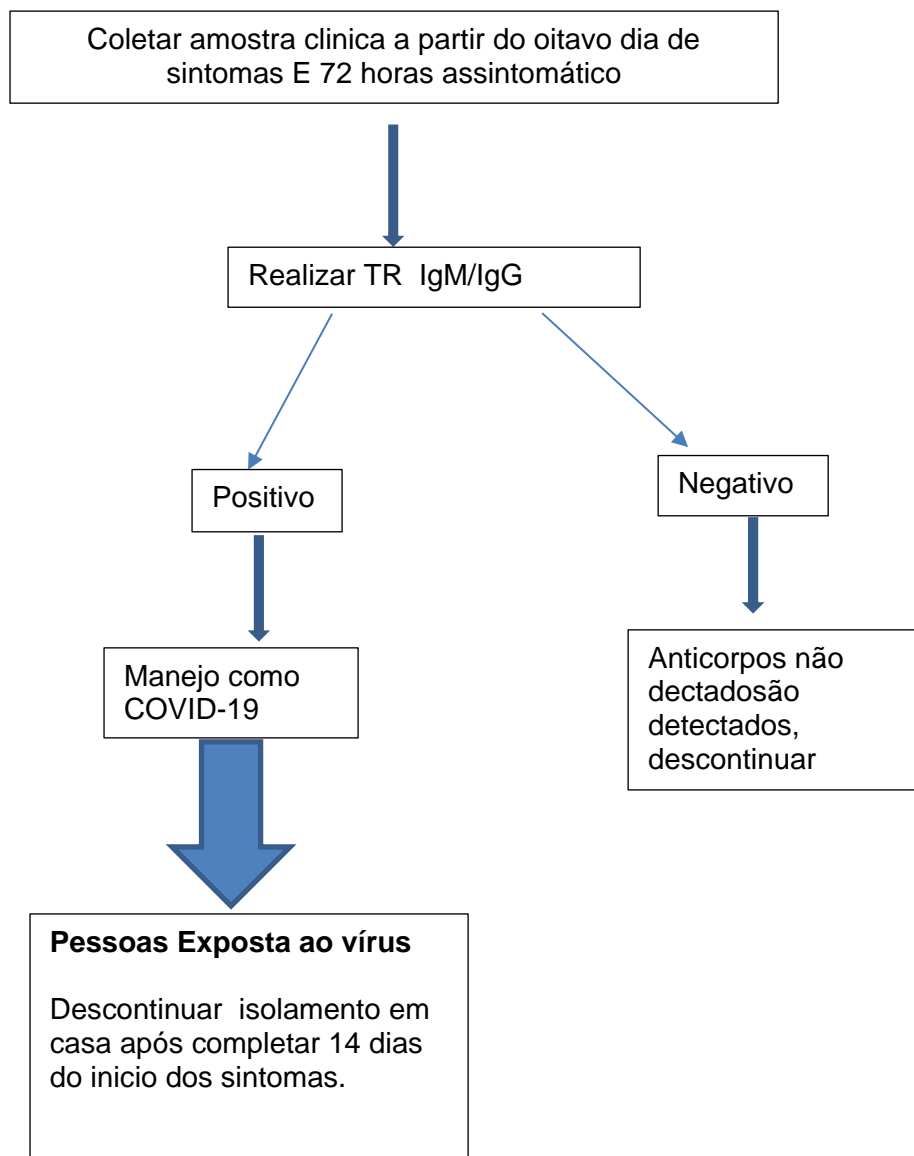 Coletar amostra clinica a partir do oitavo dia de
sintomas E 72 horas assintomático
Realizar TR IgM/IgG
Positivo
Negativo
Manejo como
COVID-19
Anticorpos não
dectadosão
detectados,
descontinuar
Pessoas Exposta ao vírus
Descontinuar isolamento em
casa após completar 14 dias
do inicio dos sintomas.